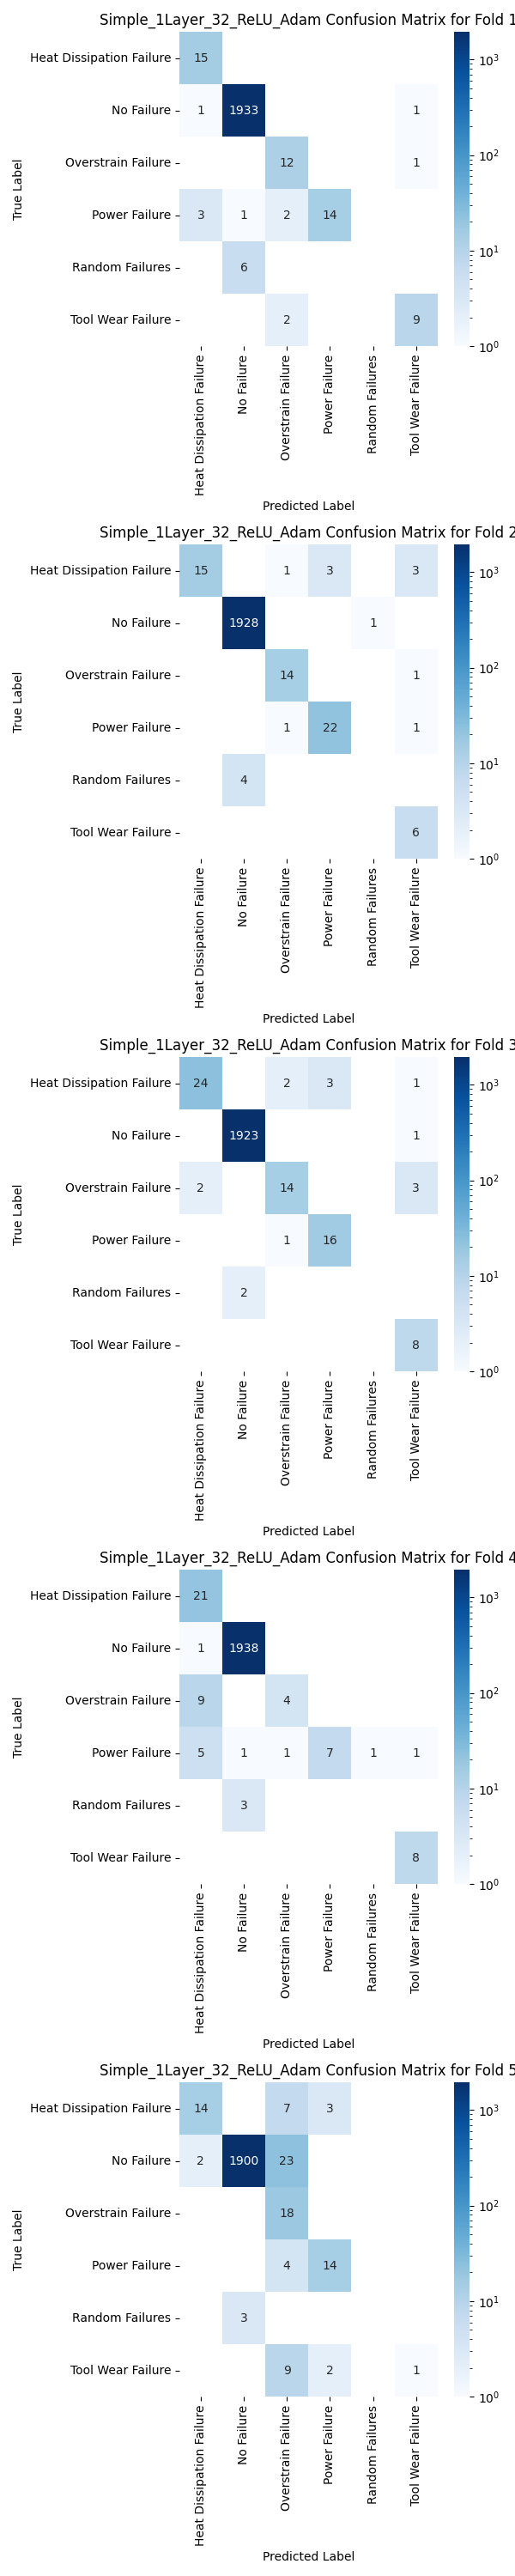 Simple_1Layer_32_ReLU_Adam Confusion Matrix for Fold 1
True Label
Heat Dissipation Failure 15
No Failure 1 1933 1
Overstrain Failure 12 1
Power Failure 3 1 2 14
Random Failures 6
Tool Wear Failure 2 9
10³
10²
10¹
10⁰
Heat Dissipation Failure
No Failure
Overstrain Failure
Power Failure
Random Failures
Tool Wear Failure
Predicted Label
Simple_1Layer_32_ReLU_Adam Confusion Matrix for Fold 2
True Label
Heat Dissipation Failure 15 1 3 3
No Failure 1928 1
Overstrain Failure 14 1
Power Failure 1 22 1
Random Failures 4
Tool Wear Failure 6
10³
10²
10¹
10⁰
Heat Dissipation Failure
No Failure
Overstrain Failure
Power Failure
Random Failures
Tool Wear Failure
Predicted Label
Simple_1Layer_32_ReLU_Adam Confusion Matrix for Fold 3
True Label
Heat Dissipation Failure 24 2 3 1
No Failure 1923 1
Overstrain Failure 2 14 3
Power Failure 1 16
Random Failures 2
Tool Wear Failure 8
10³
10²
10¹
10⁰
Heat Dissipation Failure
No Failure
Overstrain Failure
Power Failure
Random Failures
Tool Wear Failure
Predicted Label
Simple_1Layer_32_ReLU_Adam Confusion Matrix for Fold 4
True Label
Heat Dissipation Failure 21
No Failure 1 1938
Overstrain Failure 9 4
Power Failure 5 1 1 7 1 1
Random Failures 3
Tool Wear Failure 8
10³
10²
10¹
10⁰
Heat Dissipation Failure
No Failure
Overstrain Failure
Power Failure
Random Failures
Tool Wear Failure
Predicted Label
Simple_1Layer_32_ReLU_Adam Confusion Matrix for Fold 5
True Label
Heat Dissipation Failure 14 7 3
No Failure 2 1900 23
Overstrain Failure 18
Power Failure 4 14
Random Failures 3
Tool Wear Failure 9 2 1
10³
10²
10¹
10⁰
Heat Dissipation Failure
No Failure
Overstrain Failure
Power Failure
Random Failures
Tool Wear Failure
Predicted Label